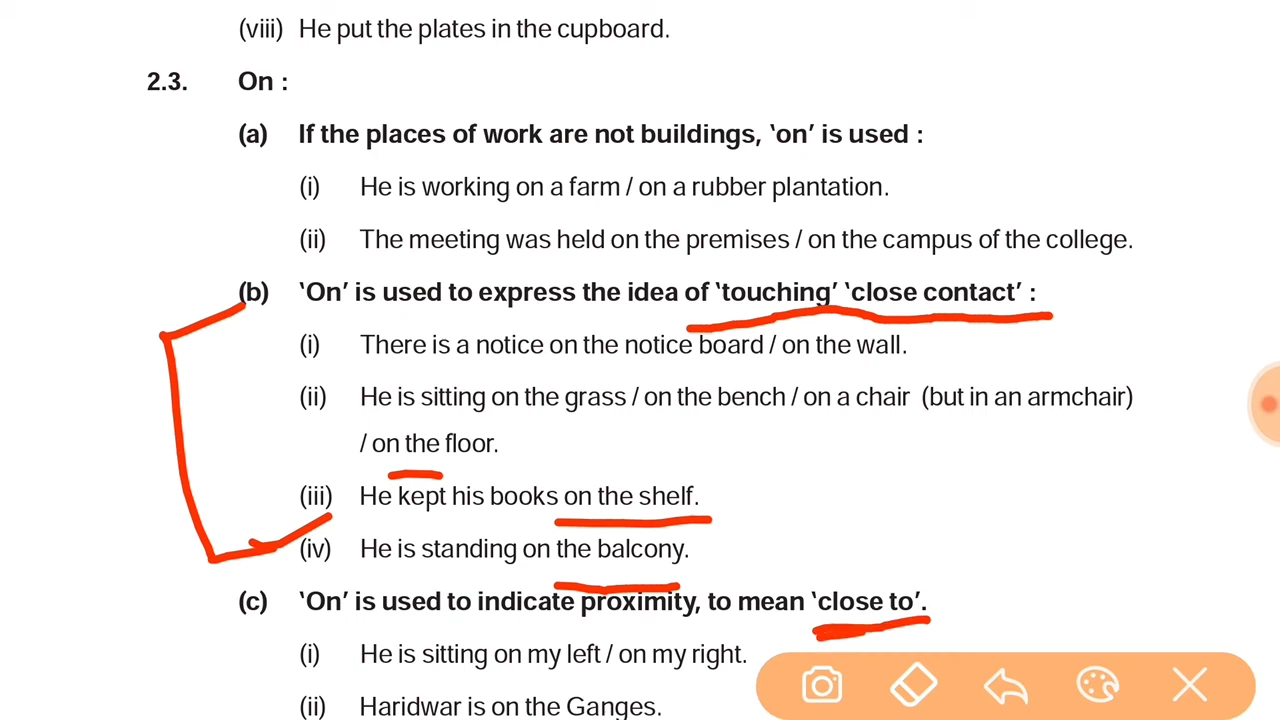 (viii) He put the plates in the cupboard.
2.3. On :
(a) If the places of work are not buildings, ‘on’ is used :
(i) He is working on a farm / on a rubber plantation.
(ii) The meeting was held on the premises / on the campus of the college.
(b) ‘On’ is used to express the idea of ‘touching’ ‘close contact’ :
(i) There is a notice on the notice board / on the wall.
(ii) He is sitting on the grass / on the bench / on a chair (but in an armchair)
/ on the floor.
(iii) He kept his books on the shelf.
(iv) He is standing on the balcony.
(c) ‘On’ is used to indicate proximity, to mean ‘close to’.
(i) He is sitting on my left / on my right.
(ii) Haridwar is on the Ganges.